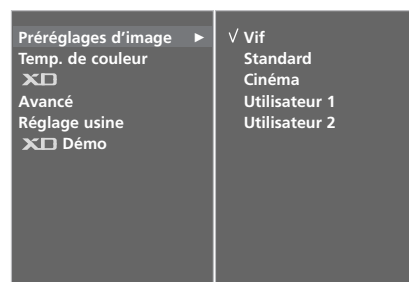 Préréglages d'image ►
Temp. de couleur
XD
Avancé
Réglage usine
XD Démo
√ Vif
Standard
Cinéma
Utilisateur 1
Utilisateur 2